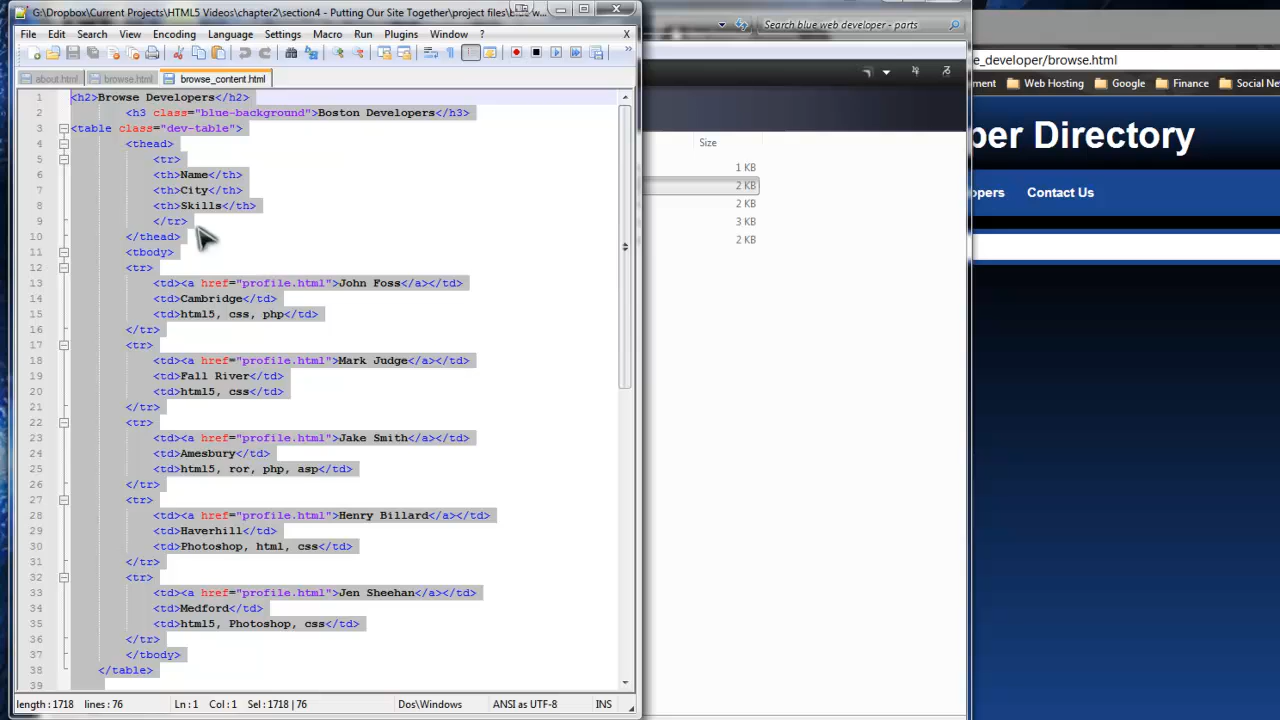 G:\Dropbox\Current Projects\HTML5 Videos\chapter2\section4 - Putting Our Site Together\project files\blue w...
File Edit Search View Encoding Language Settings Macro Run Plugins Window ? X
about.html browse.html browse_content.html
1 <h2>Browse Developers</h2>
2 <h3 class="blue-background">Boston Developers</h3>
3 <table class="dev-table">
4 <thead>
5 <tr>
6 <th>Name</th>
7 <th>City</th>
8 <th>Skills</th>
9 </tr>
10 </thead>
11 <tbody>
12 <tr>
13 <td><a href="profile.html">John Foss</a></td>
14 <td>Cambridge</td>
15 <td>html5, css, php</td>
16 </tr>
17 <tr>
18 <td><a href="profile.html">Mark Judge</a></td>
19 <td>Fall River</td>
20 <td>html5, css</td>
21 </tr>
22 <tr>
23 <td><a href="profile.html">Jake Smith</a></td>
24 <td>Amesbury</td>
25 <td>html5, ror, php, asp</td>
26 </tr>
27 <tr>
28 <td><a href="profile.html">Henry Billard</a></td>
29 <td>Haverhill</td>
30 <td>Photoshop, html, css</td>
31 </tr>
32 <tr>
33 <td><a href="profile.html">Jen Sheehan</a></td>
34 <td>Medford</td>
35 <td>html5, Photoshop, css</td>
36 </tr>
37 </tbody>
38 </table>
39
length : 1718 lines : 76 Ln : 1 Col : 1 Sel : 1718 | 76 Dos\Windows ANSI as UTF-8 INS
Search blue web developer - parts
Size
1 KB
2 KB
2 KB
3 KB
2 KB
e_developer/browse.html
ment Web Hosting Google Finance Social Net
per Directory
opers Contact Us